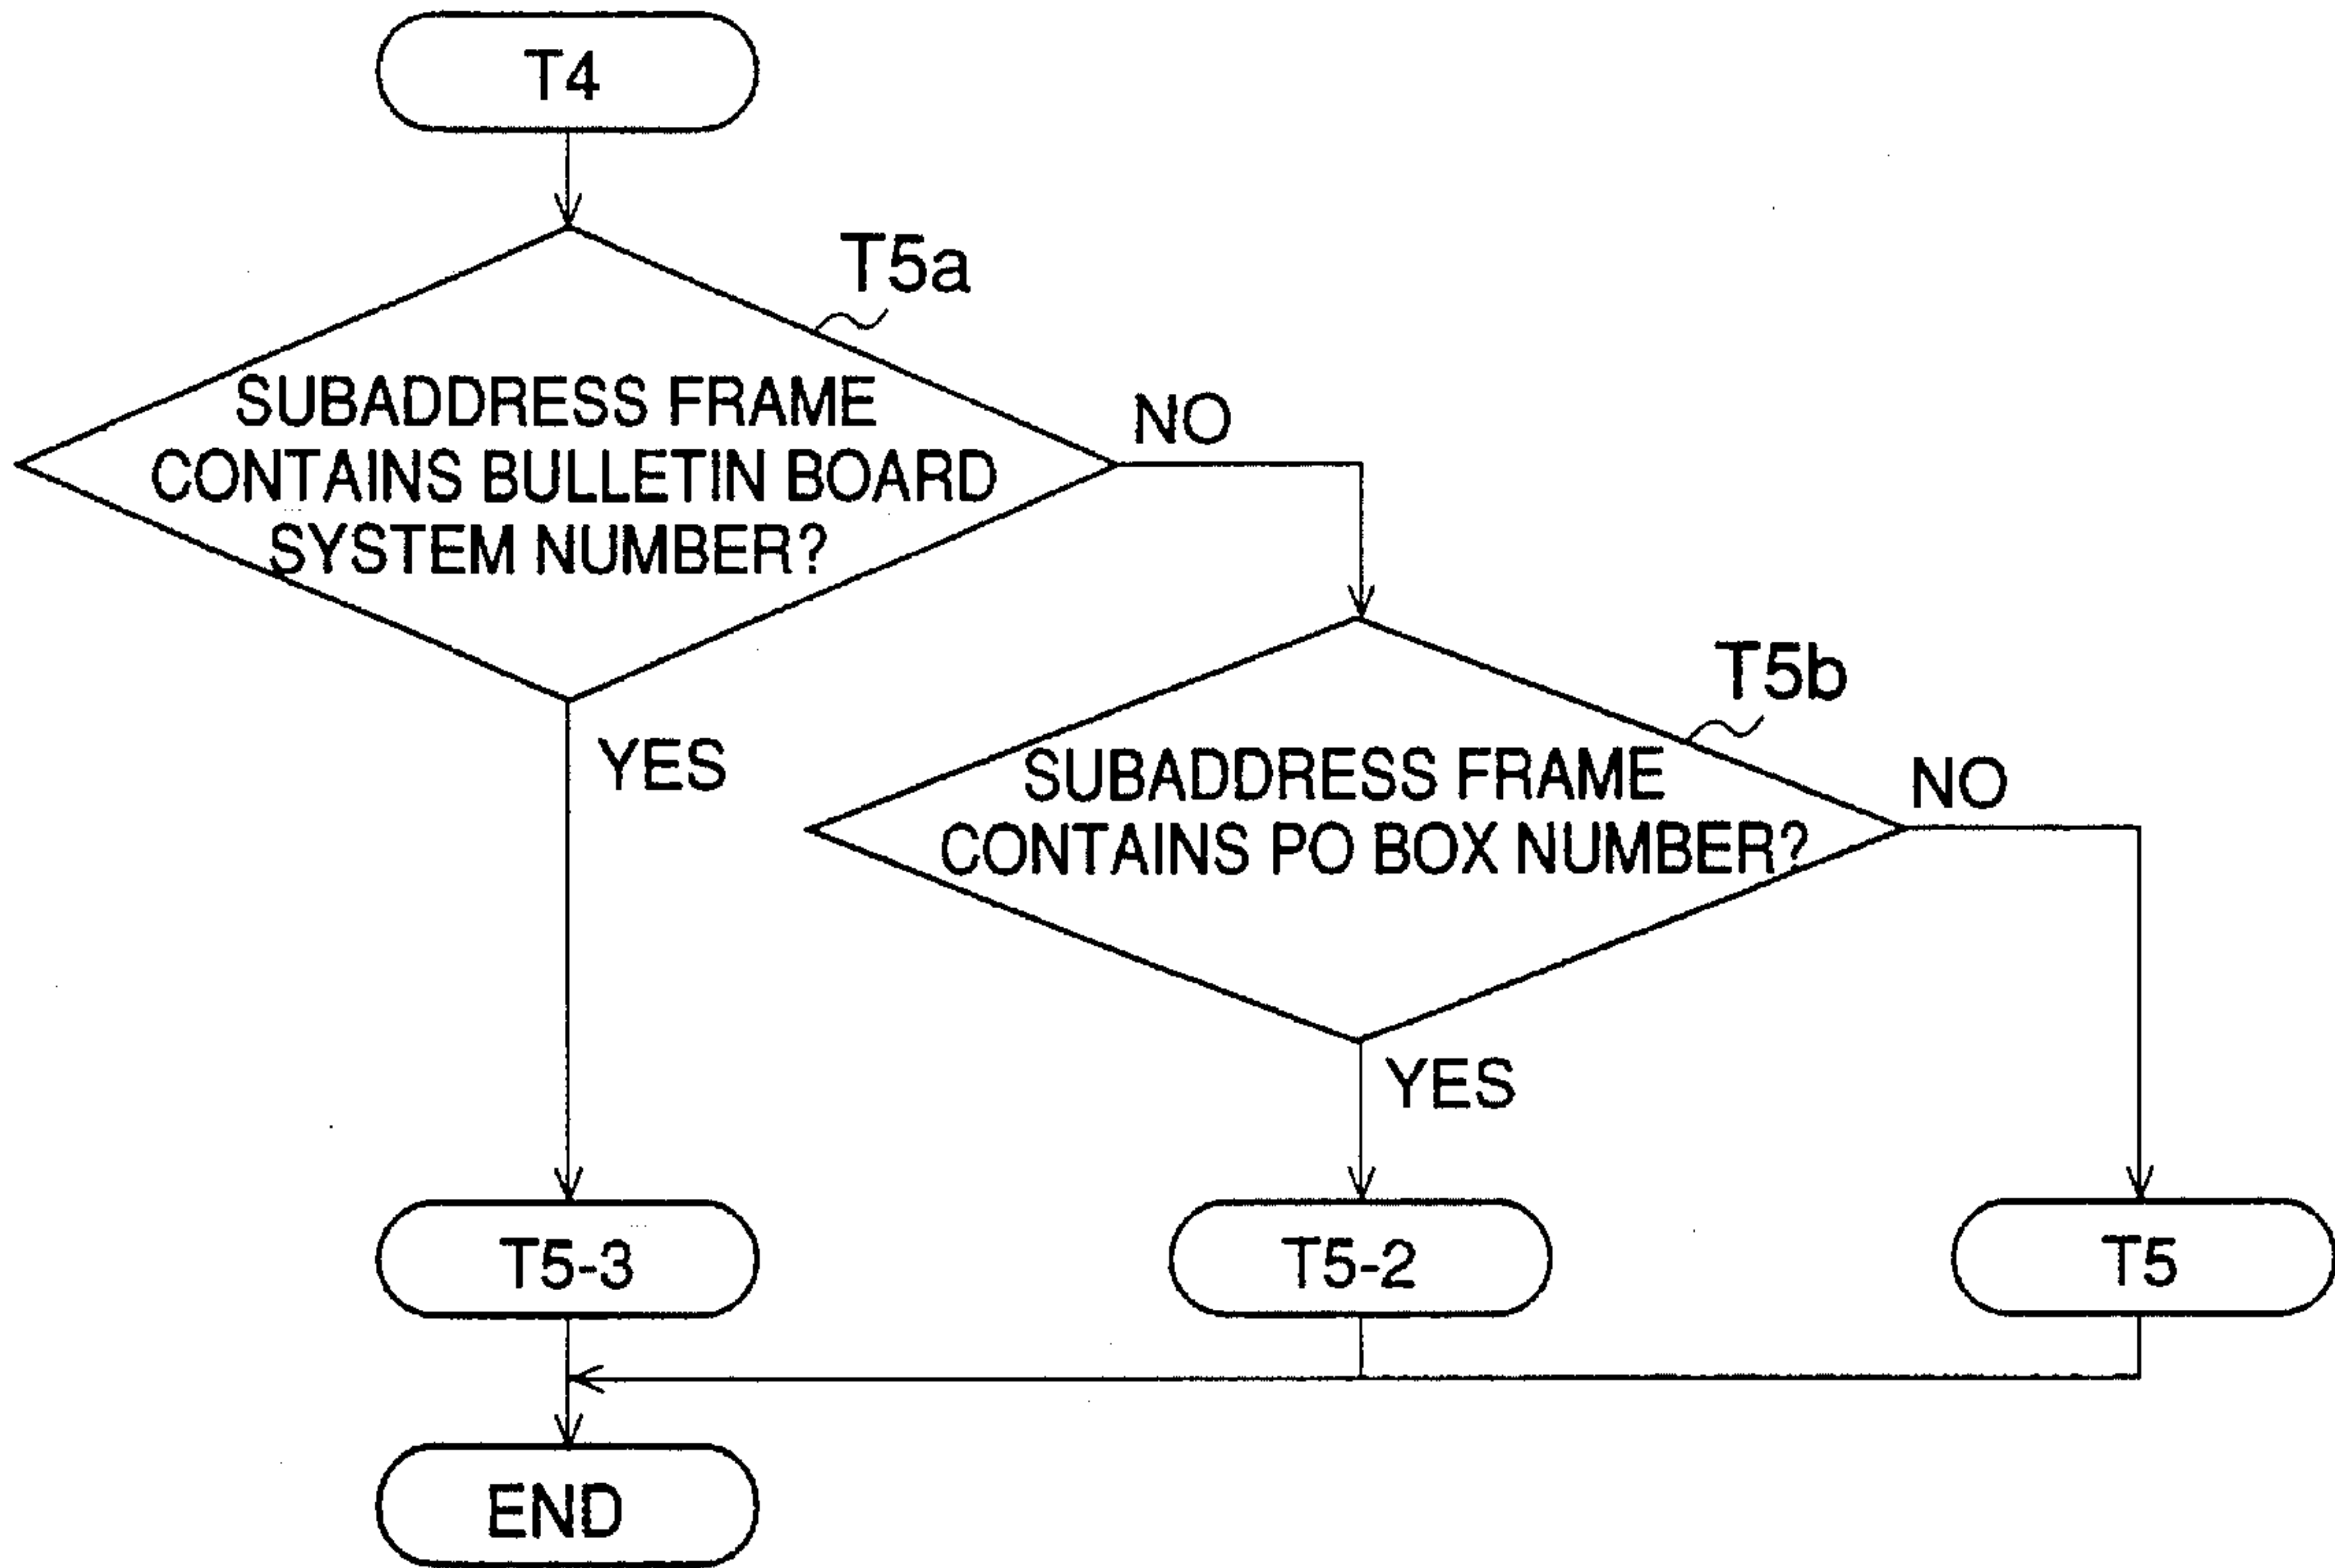 T4
T5a
SUBADDRESS FRAME
CONTAINS BULLETIN BOARD
SYSTEM NUMBER?
NO
YES
T5b
SUBADDRESS FRAME
CONTAINS PO BOX NUMBER?
NO
YES
T5-3
T5-2
T5
END